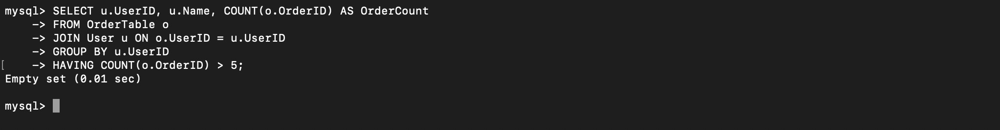 mysql> SELECT u.UserID, u.Name, COUNT(o.OrderID) AS OrderCount
    -> FROM OrderTable o
    -> JOIN User u ON o.UserID = u.UserID
    -> GROUP BY u.UserID
[    -> HAVING COUNT(o.OrderID) > 5;
Empty set (0.01 sec)
mysql>